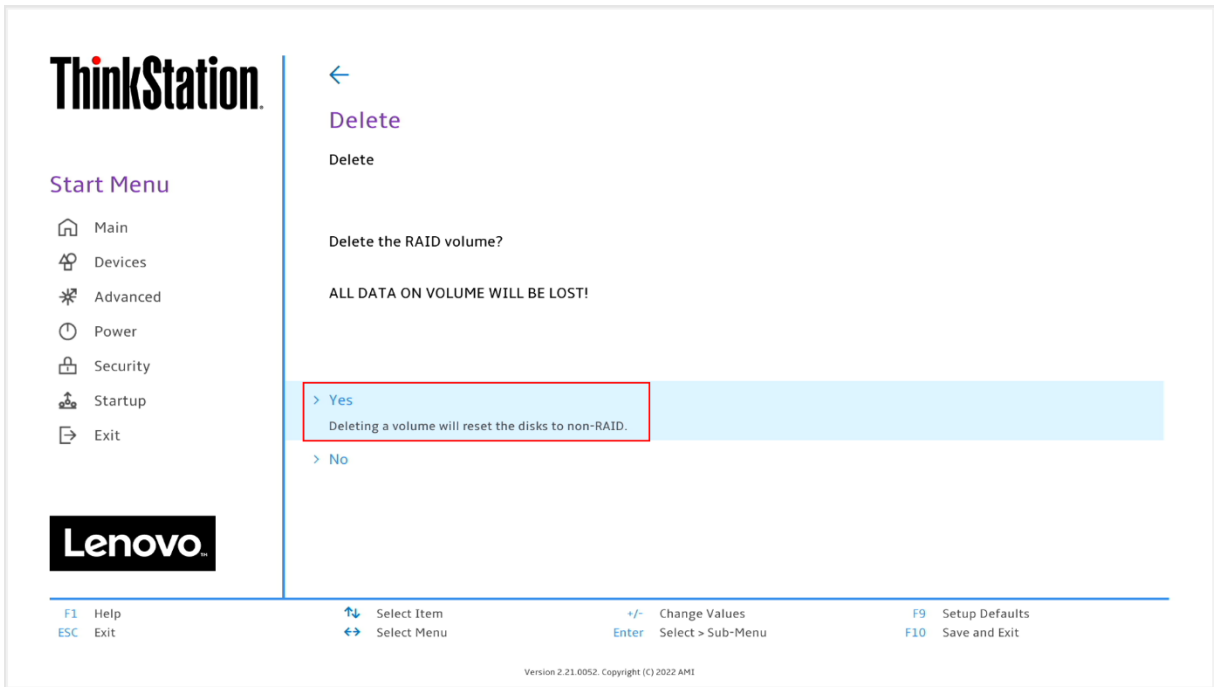 ThinkStation.
Start Menu
Main
Devices
Advanced
Power
Security
Startup
Exit
Lenovo™
Delete
Delete
Delete the RAID volume?
ALL DATA ON VOLUME WILL BE LOST!
> Yes
Deleting a volume will reset the disks to non-RAID.
> No
F1 Help
ESC Exit
↑↓ Select Item
←→ Select Menu
+/- Change Values
Enter Select > Sub-Menu
F9 Setup Defaults
F10 Save and Exit
Version 2.21.0052. Copyright (C) 2022 AMI